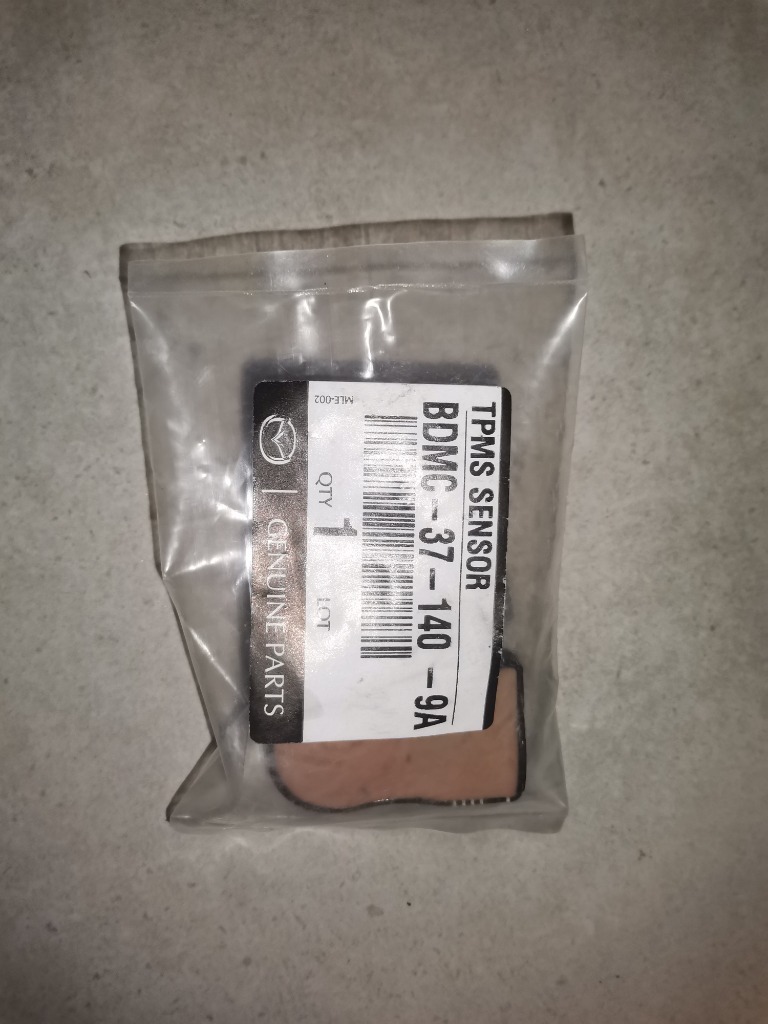 TPMS SENSOR
BDMC-37-140 -9A
QTY 1 LOT
MLE-002
GENUINE PARTS